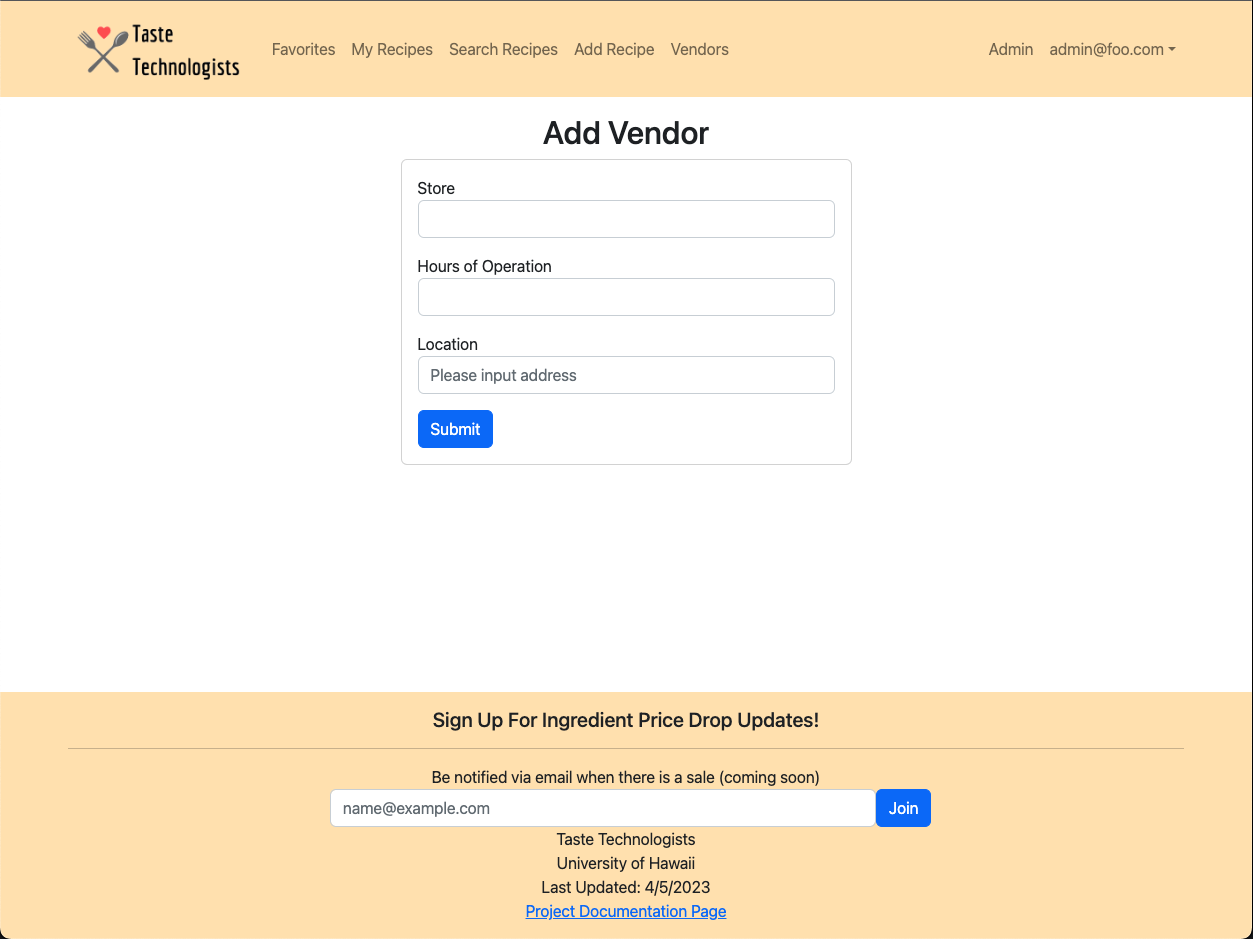 Taste
Technologists
Favorites My Recipes Search Recipes Add Recipe Vendors Admin admin@foo.com
Add Vendor
Store
Hours of Operation
Location
Please input address
Submit
Sign Up For Ingredient Price Drop Updates!
Be notified via email when there is a sale (coming soon)
name@example.com Join
Taste Technologists
University of Hawaii
Last Updated: 4/5/2023
Project Documentation Page